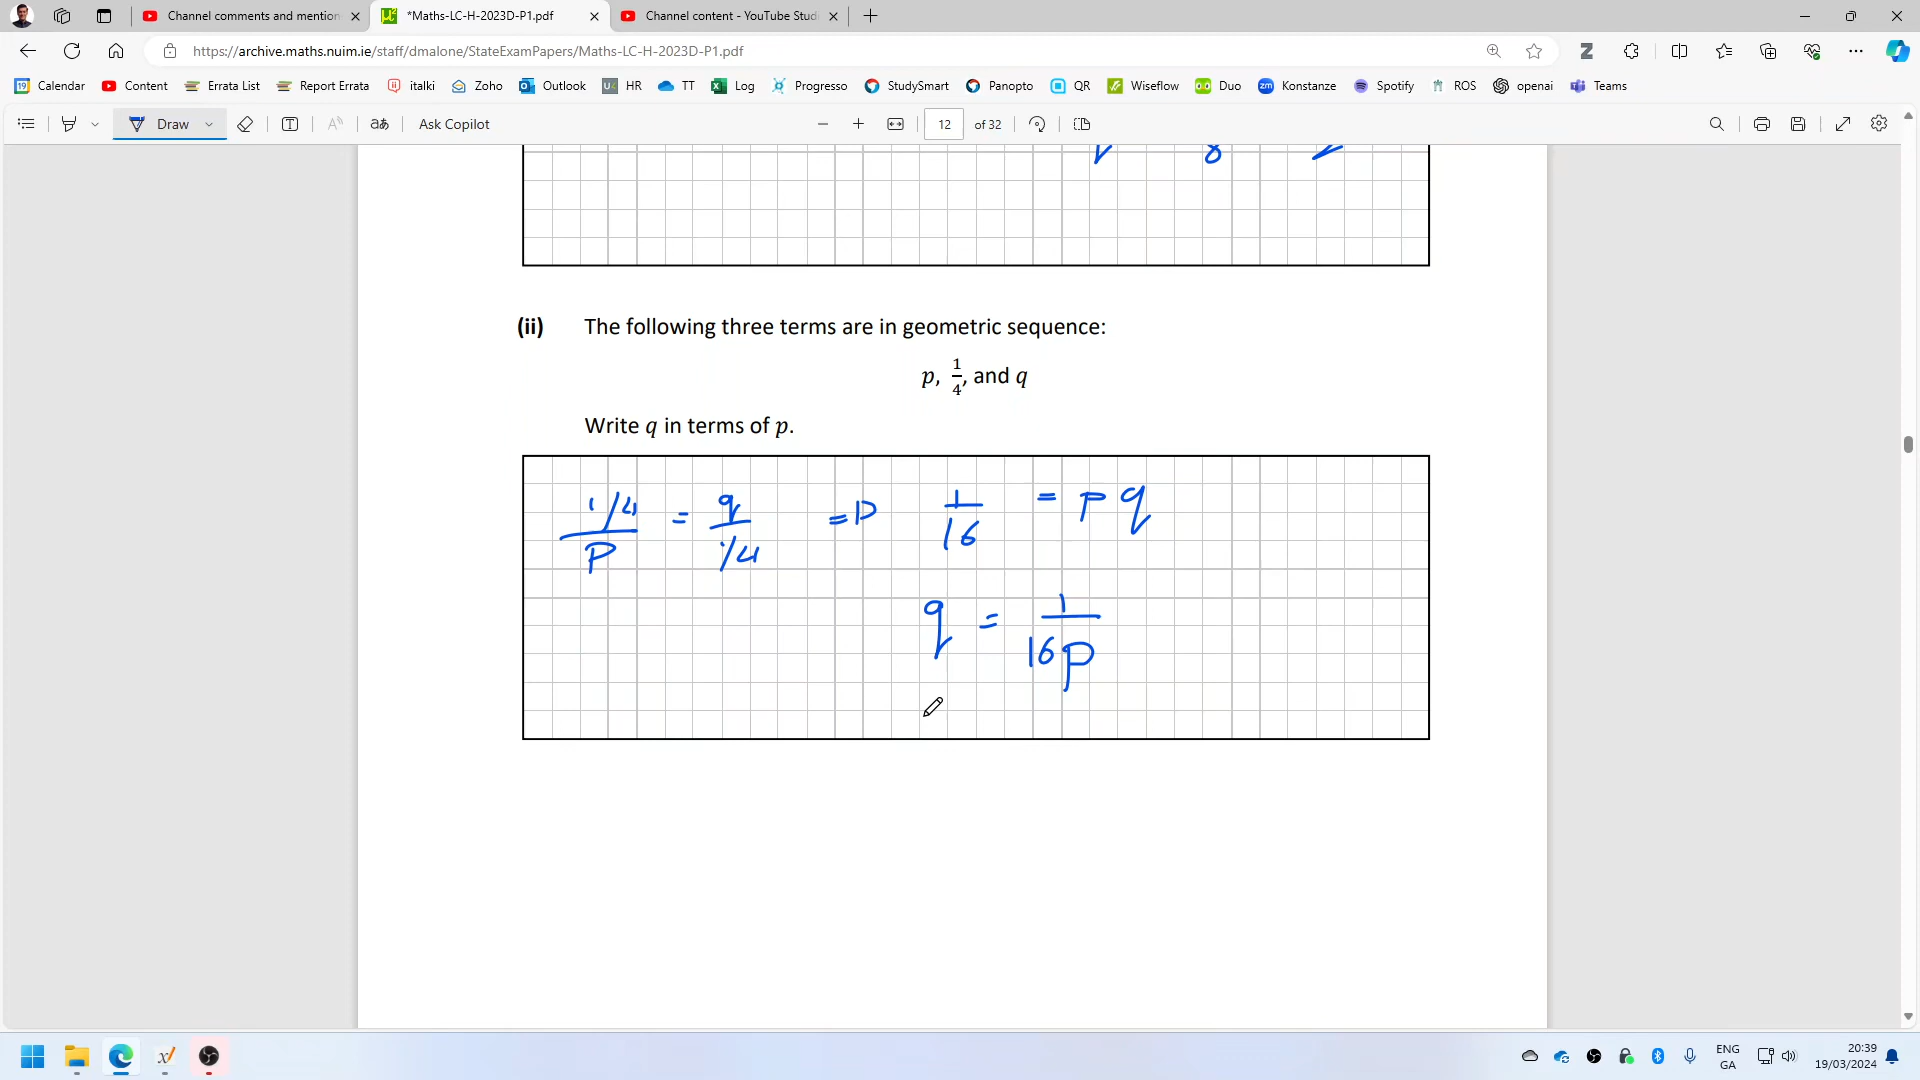 Channel comments and mention
*Maths-LC-H-2023D-P1.pdf
Channel content - YouTube Stud
https://archive.maths.nuim.ie/staff/dmalone/StateExamPapers/Maths-LC-H-2023D-P1.pdf
Calendar Content Errata List Report Errata italki Zoho Outlook HR TT Log Progresso StudySmart Panopto QR Wiseflow Duo Konstanze Spotify ROS openai Teams
Draw Ask Copilot 12 of 32
(ii) The following three terms are in geometric sequence:
p, 1/4, and q
Write q in terms of p.
(1/4)/p = q/(1/4) => 1/16 = p q
q = 1/(16p)
ENG 20:39
GA 19/03/2024